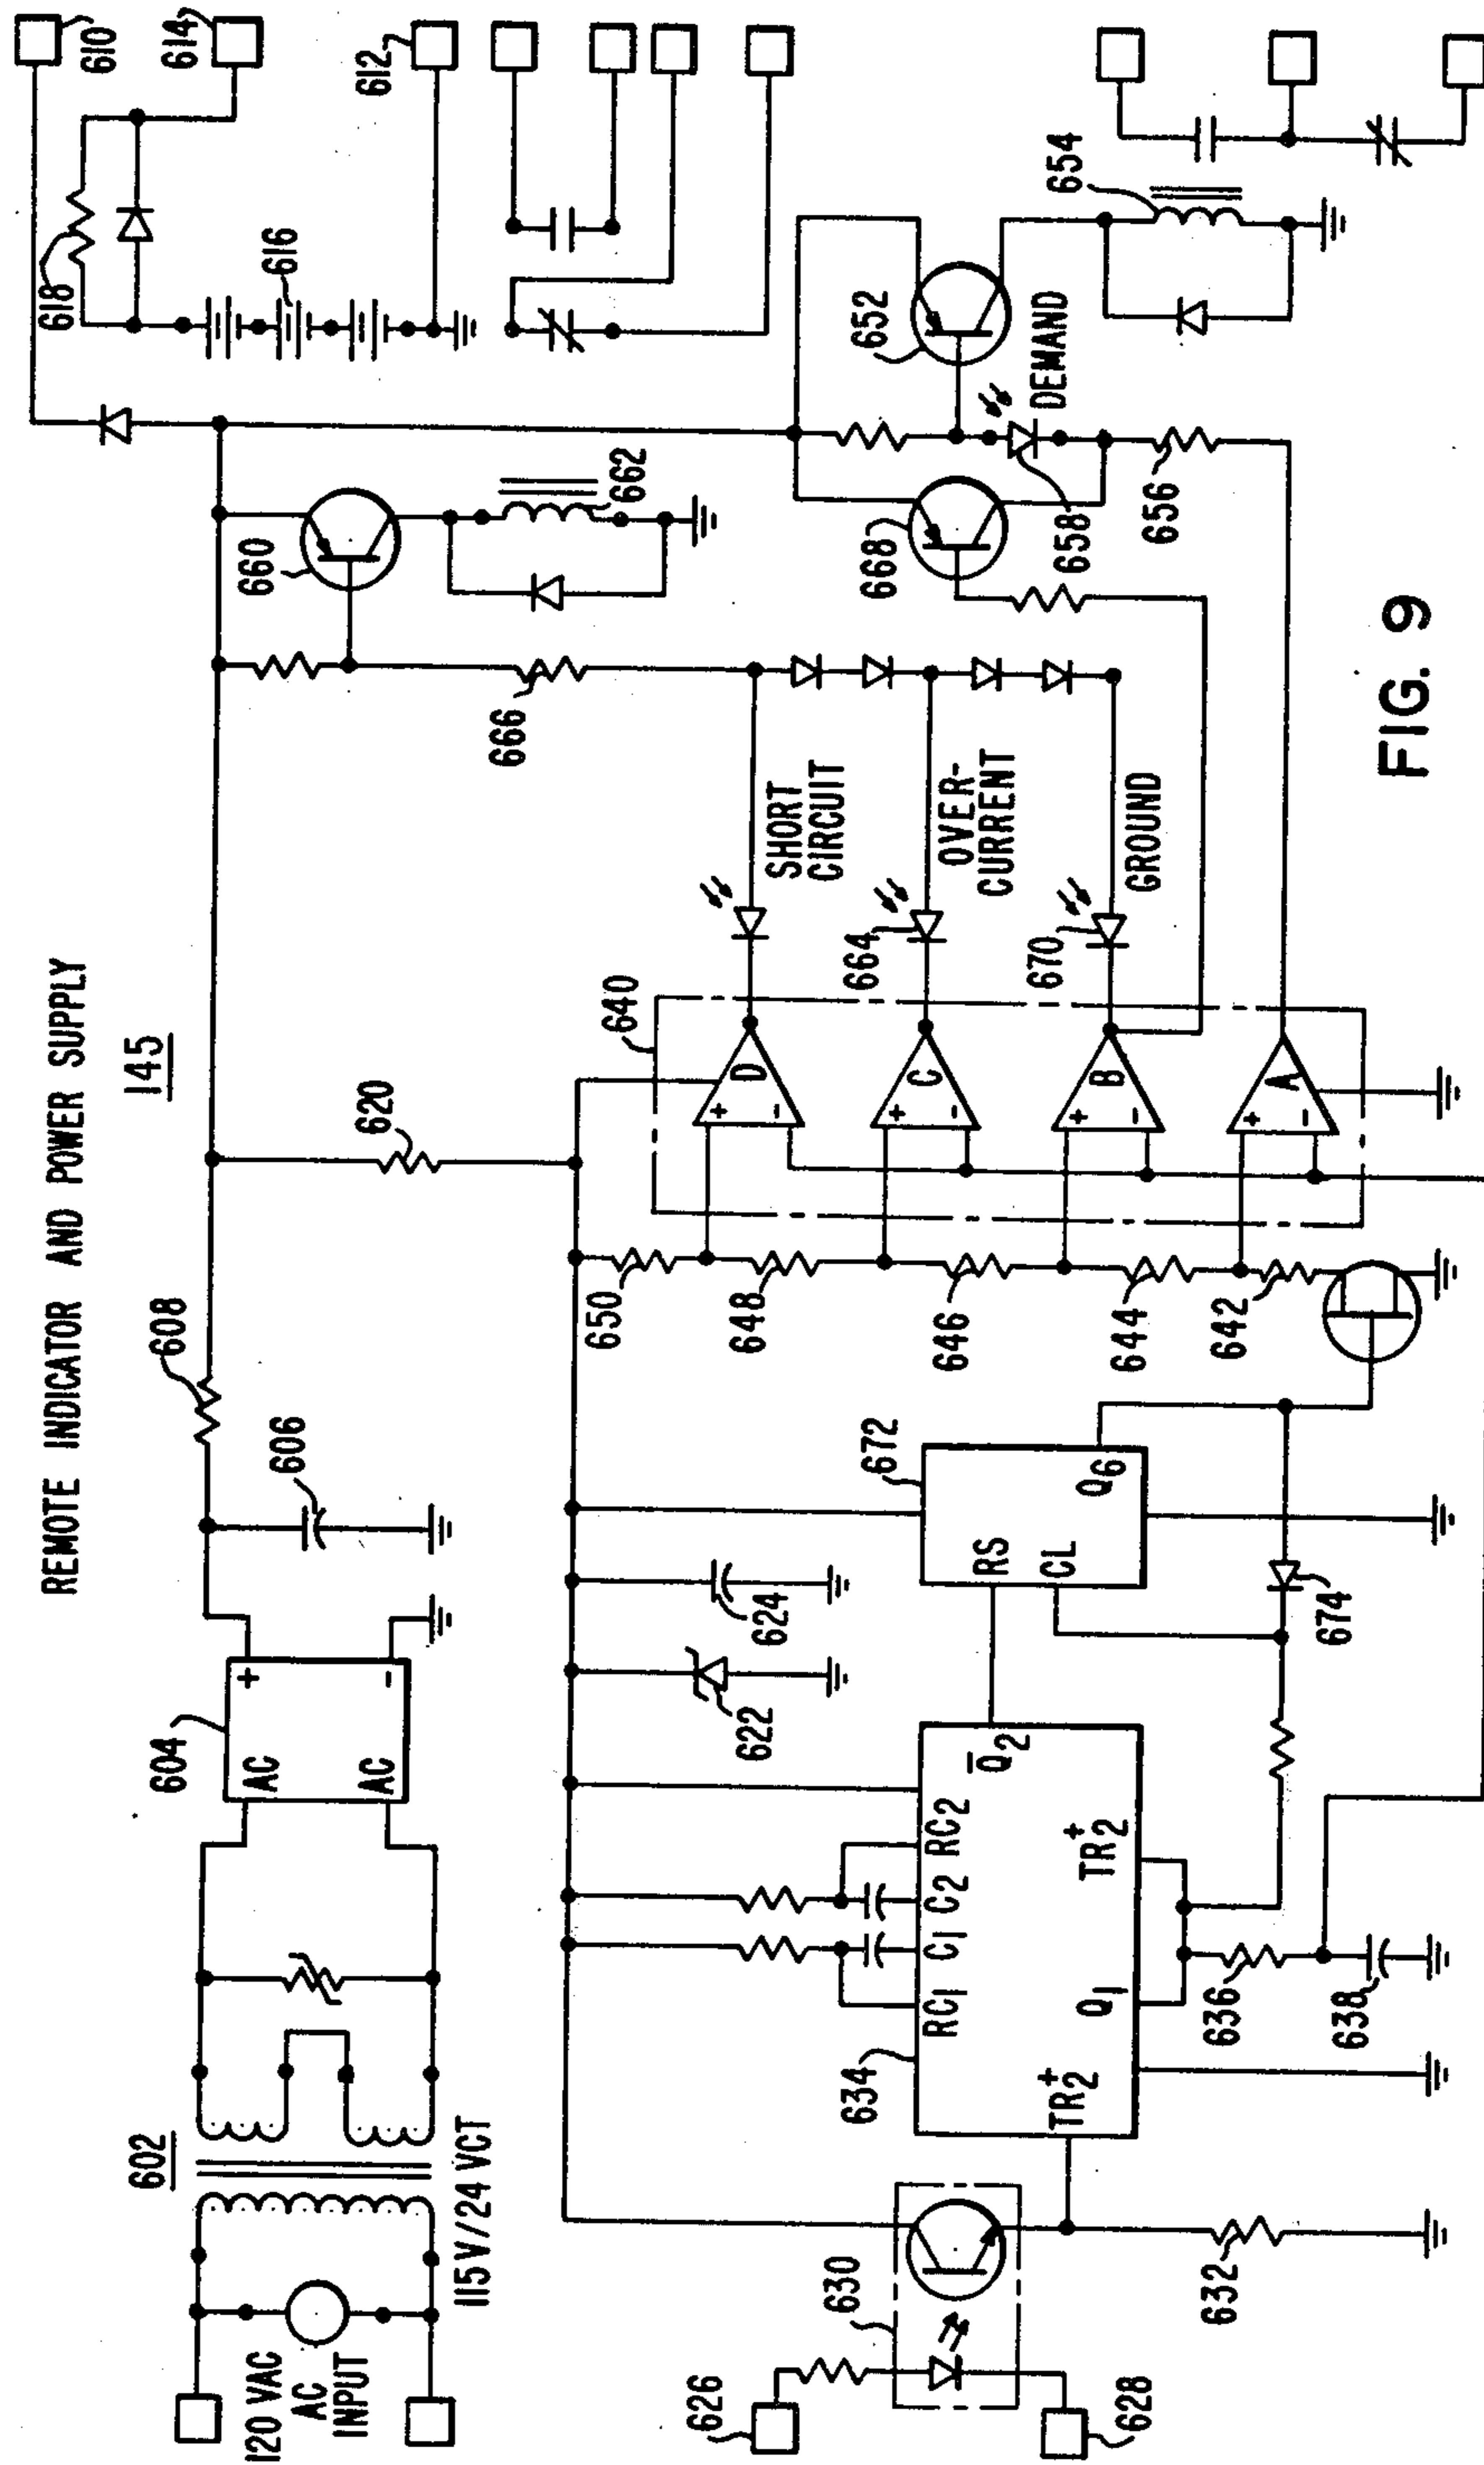 REMOTE INDICATOR AND POWER SUPPLY
145
120 VAC
AC
INPUT
602
115V/24 VCT
604
AC
AC
+
-
606
608
620
610
614
612
618
616
660
662
666
652
654
668
658
DEMAND
656
626
628
630
632
634
RC1
C1
C2
RC2
Q̅2
TR2+
Q1
TR2+
636
638
622
624
672
RS
CL
Q6
674
650
648
646
644
642
640
+
-
D
+
-
C
+
-
B
+
-
A
SHORT
CIRCUIT
664
OVER-
CURRENT
670
GROUND
FIG. 9